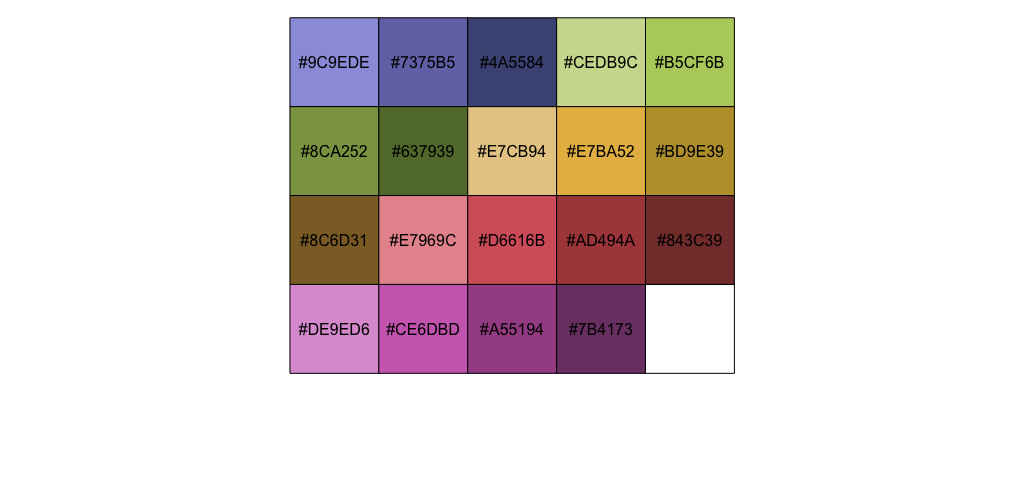 #9C9EDE #7375B5 #4A5584 #CEDB9C #B5CF6B
#8CA252 #637939 #E7CB94 #E7BA52 #BD9E39
#8C6D31 #E7969C #D6616B #AD494A #843C39
#DE9ED6 #CE6DBD #A55194 #7B4173